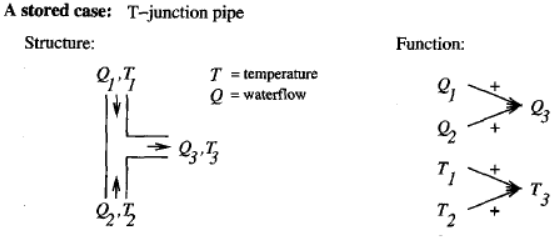 A stored case: T-junction pipe
Structure:
Function:
Q1,T1
T = temperature
Q = waterflow
Q3,T3
Q2,T2
Q1 +
Q3
Q2 +
T1 +
T3
T2 +